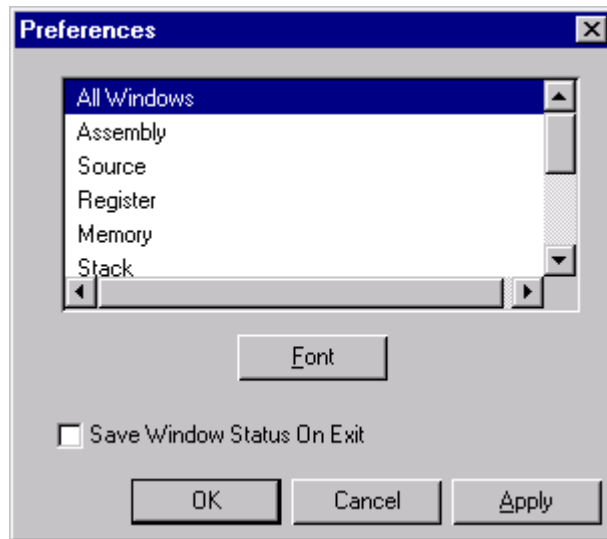 Preferences
All Windows
Assembly
Source
Register
Memory
Stack
Font
Save Window Status On Exit
OK
Cancel
Apply